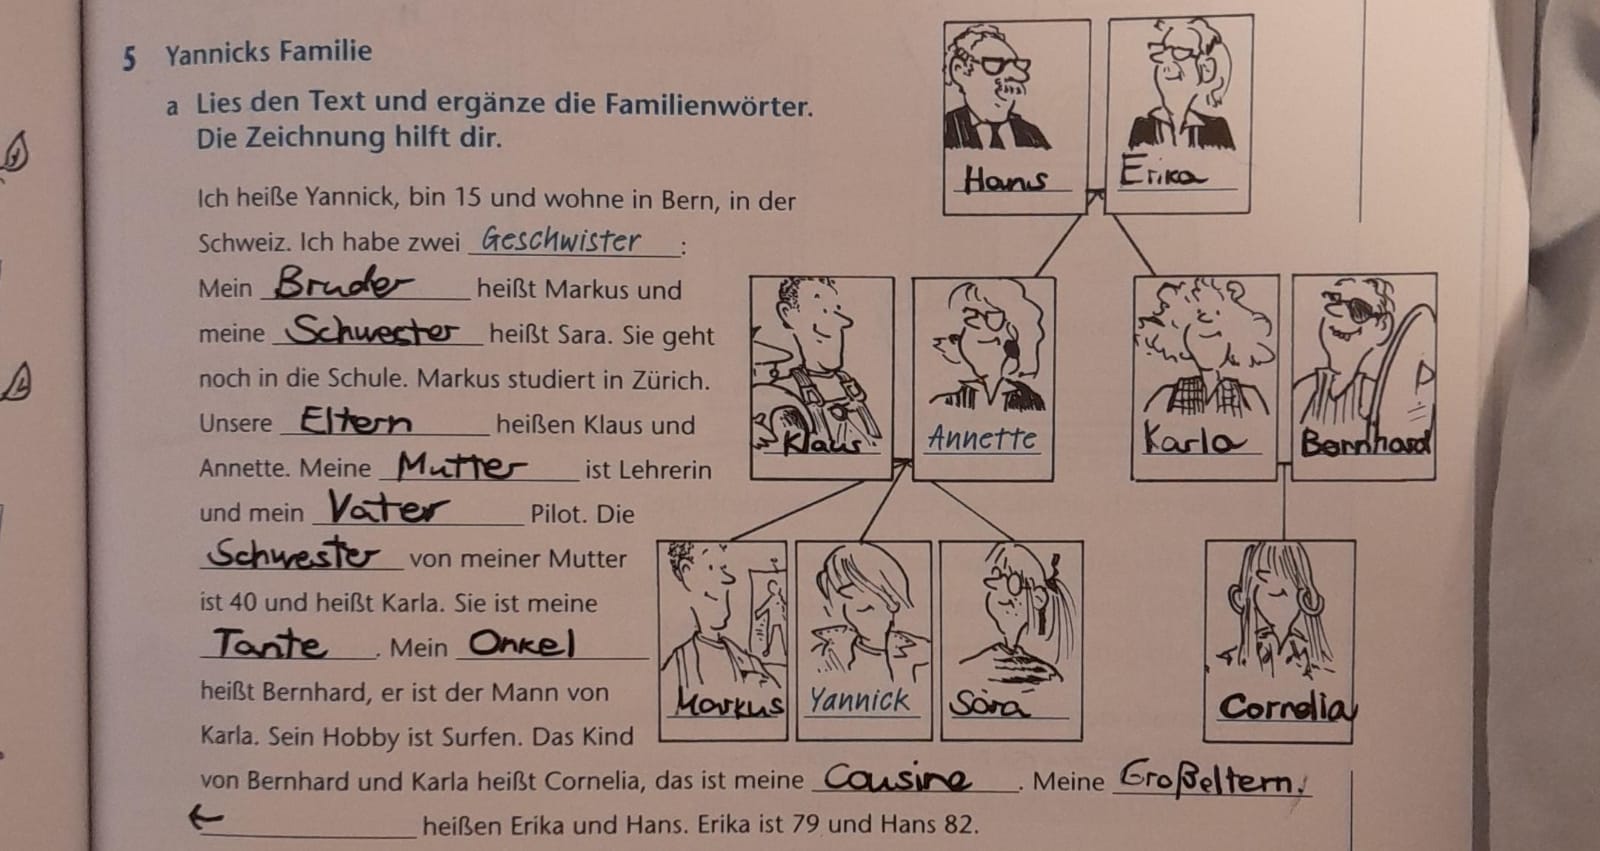 5 Yannicks Familie
a Lies den Text und ergänze die Familienwörter.
Die Zeichnung hilft dir.
Ich heiße Yannick, bin 15 und wohne in Bern, in der
Schweiz. Ich habe zwei Geschwister :
Mein Bruder heißt Markus und
meine Schwester heißt Sara. Sie geht
noch in die Schule. Markus studiert in Zürich.
Unsere Eltern heißen Klaus und
Annette. Meine Mutter ist Lehrerin
und mein Vater Pilot. Die
Schwester von meiner Mutter
ist 40 und heißt Karla. Sie ist meine
Tante . Mein Onkel
heißt Bernhard, er ist der Mann von
Karla. Sein Hobby ist Surfen. Das Kind
von Bernhard und Karla heißt Cornelia, das ist meine Cousine . Meine Großeltern.
← heißen Erika und Hans. Erika ist 79 und Hans 82.
Hans Erika
Klaus Annette Karla Bernhard
Markus Yannick Sara Cornelia